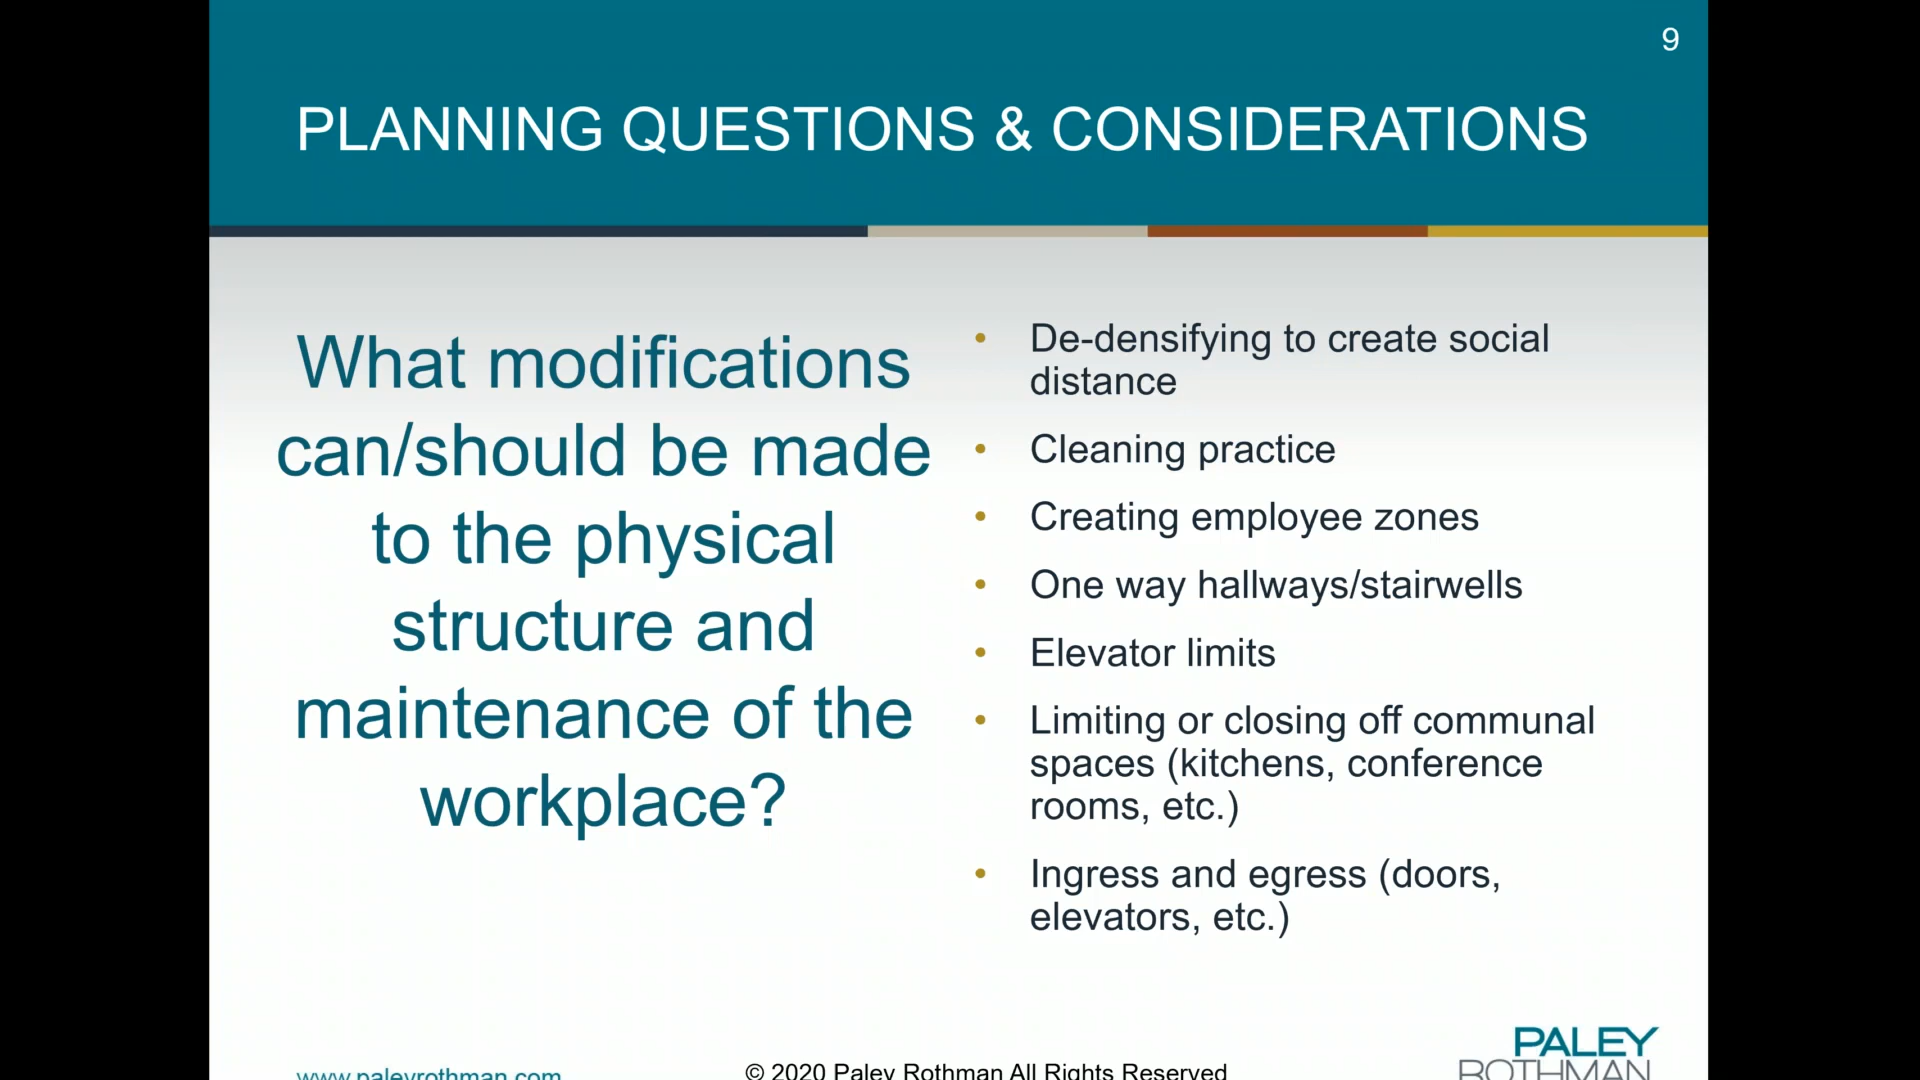 9
PLANNING QUESTIONS & CONSIDERATIONS
What modifications
can/should be made
to the physical
structure and
maintenance of the
workplace?
• De-densifying to create social
distance
• Cleaning practice
• Creating employee zones
• One way hallways/stairwells
• Elevator limits
• Limiting or closing off communal
spaces (kitchens, conference
rooms, etc.)
• Ingress and egress (doors,
elevators, etc.)
www.paleyrothman.com
© 2020 Paley Rothman All Rights Reserved
PALEY
ROTHMAN